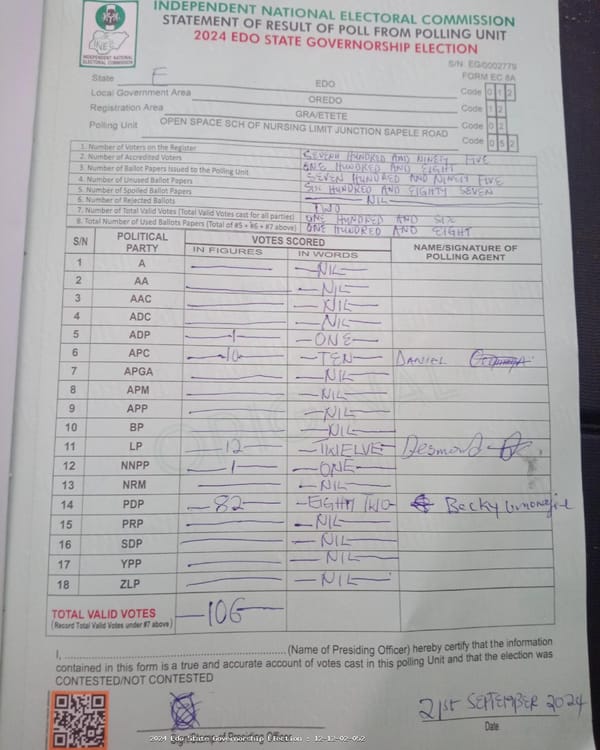 INDEPENDENT NATIONAL ELECTORAL COMMISSION
STATEMENT OF RESULT OF POLL FROM POLLING UNIT
2024 EDO STATE GOVERNORSHIP ELECTION
INEC
INDEPENDENT NATIONAL ELECTORAL COMMISSION
S/N: EG/0002779
FORM EC 8A
State E EDO
Local Government Area OREDO Code 0 1 2
Registration Area GRA/ETETE Code 1 2
Polling Unit OPEN SPACE SCH OF NURSING LIMIT JUNCTION SAPELE ROAD Code 0 2
Code 0 5 2
1. Number of Voters on the Register SEVENH HUNDRED AND NINETY FIVE
2. Number of Accredited Voters ONE HUNDRED AND EIGHT
3. Number of Ballot Papers Issued to the Polling Unit SEVEN HUNDRED AND NINETY FIVE
4. Number of Unused Ballot Papers SIX HUNDRED AND EIGHTY SEVEN
5. Number of Spoiled Ballot Papers NIL
6. Number of Rejected Ballots TWO
7. Number of Total Valid Votes (Total Valid Votes cast for all parties) ONE HUNDRED AND SIX
8. Total Number of Used Ballots Papers (Total of #5 + #6 + #7 above) ONE HUNDRED AND EIGHT
S/N POLITICAL PARTY VOTES SCORED NAME/SIGNATURE OF POLLING AGENT
IN FIGURES IN WORDS
1 A NIL
2 AA NIL
3 AAC NIL
4 ADC NIL
5 ADP 1 ONE
6 APC 10 TEN DANIEL
7 APGA NIL
8 APM NIL
9 APP NIL
10 BP NIL
11 LP 12 TWELVE Desmond
12 NNPP 1 ONE
13 NRM NIL
14 PDP 82 EIGHTY TWO Becky
15 PRP NIL
16 SDP NIL
17 YPP NIL
18 ZLP NIL
TOTAL VALID VOTES 106
(Record Total Valid Votes under #7 above)
ORIGINAL
I, .......................................................... (Name of Presiding Officer) hereby certify that the information
contained in this form is a true and accurate account of votes cast in this polling Unit and that the election was
CONTESTED/NOT CONTESTED
21ST SEPTEMBER 2024
Signature of Presiding Officer Date
2024 Edo State Governorship Election : 12-12-02-052